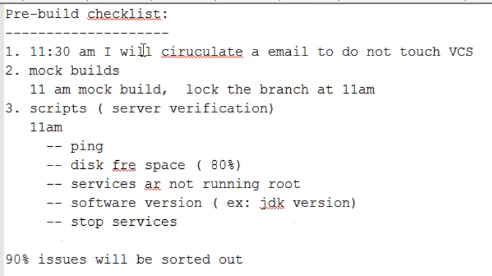 Pre-build checklist:
--------------------
1. 11:30 am I will ciruculate a email to do not touch VCS
2. mock builds
11 am mock build, lock the branch at 11am
3. scripts ( server verification)
11am
-- ping
-- disk fre space ( 80%)
-- services ar not running root
-- software version ( ex: jdk version)
-- stop services
90% issues will be sorted out